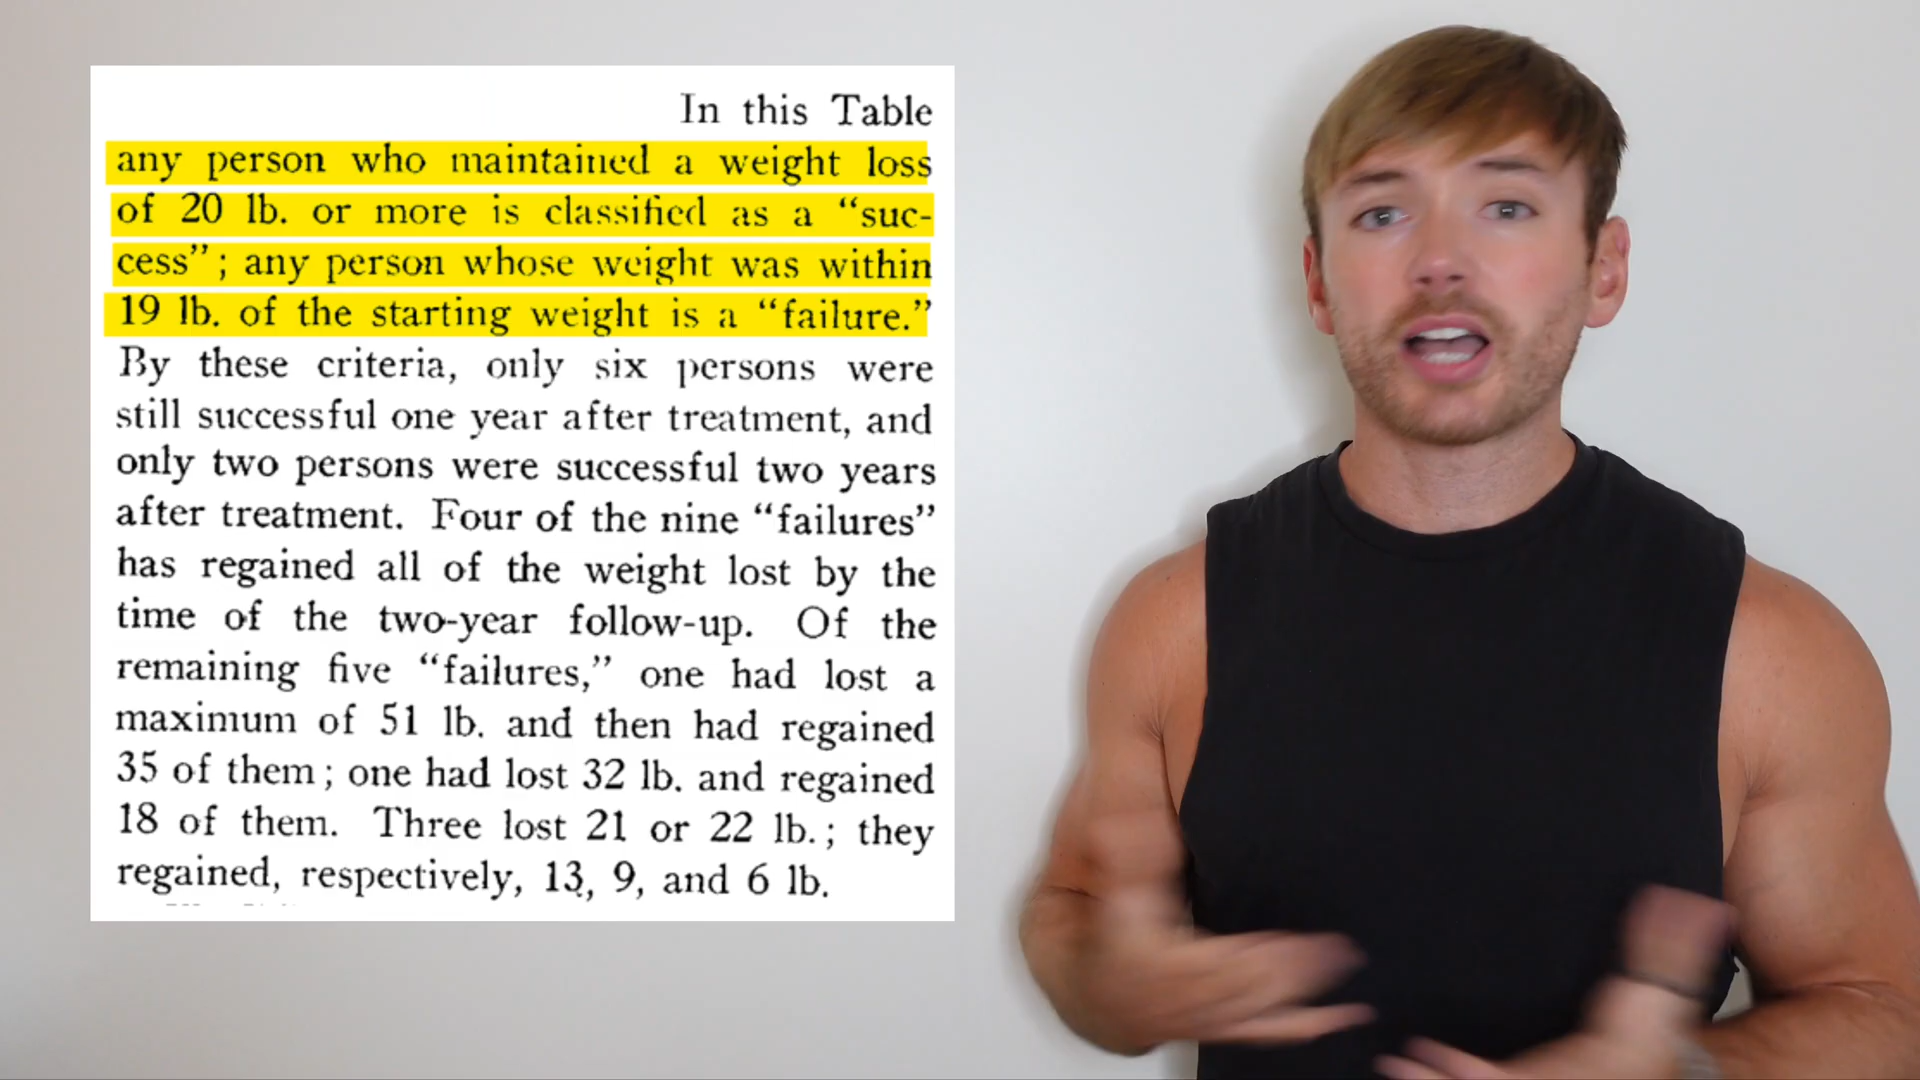 In this Table
any person who maintained a weight loss
of 20 lb. or more is classified as a “suc-
cess”; any person whose weight was within
19 lb. of the starting weight is a “failure.”
By these criteria, only six persons were
still successful one year after treatment, and
only two persons were successful two years
after treatment. Four of the nine “failures”
has regained all of the weight lost by the
time of the two-year follow-up. Of the
remaining five “failures,” one had lost a
maximum of 51 lb. and then had regained
35 of them; one had lost 32 lb. and regained
18 of them. Three lost 21 or 22 lb.; they
regained, respectively, 13, 9, and 6 lb.